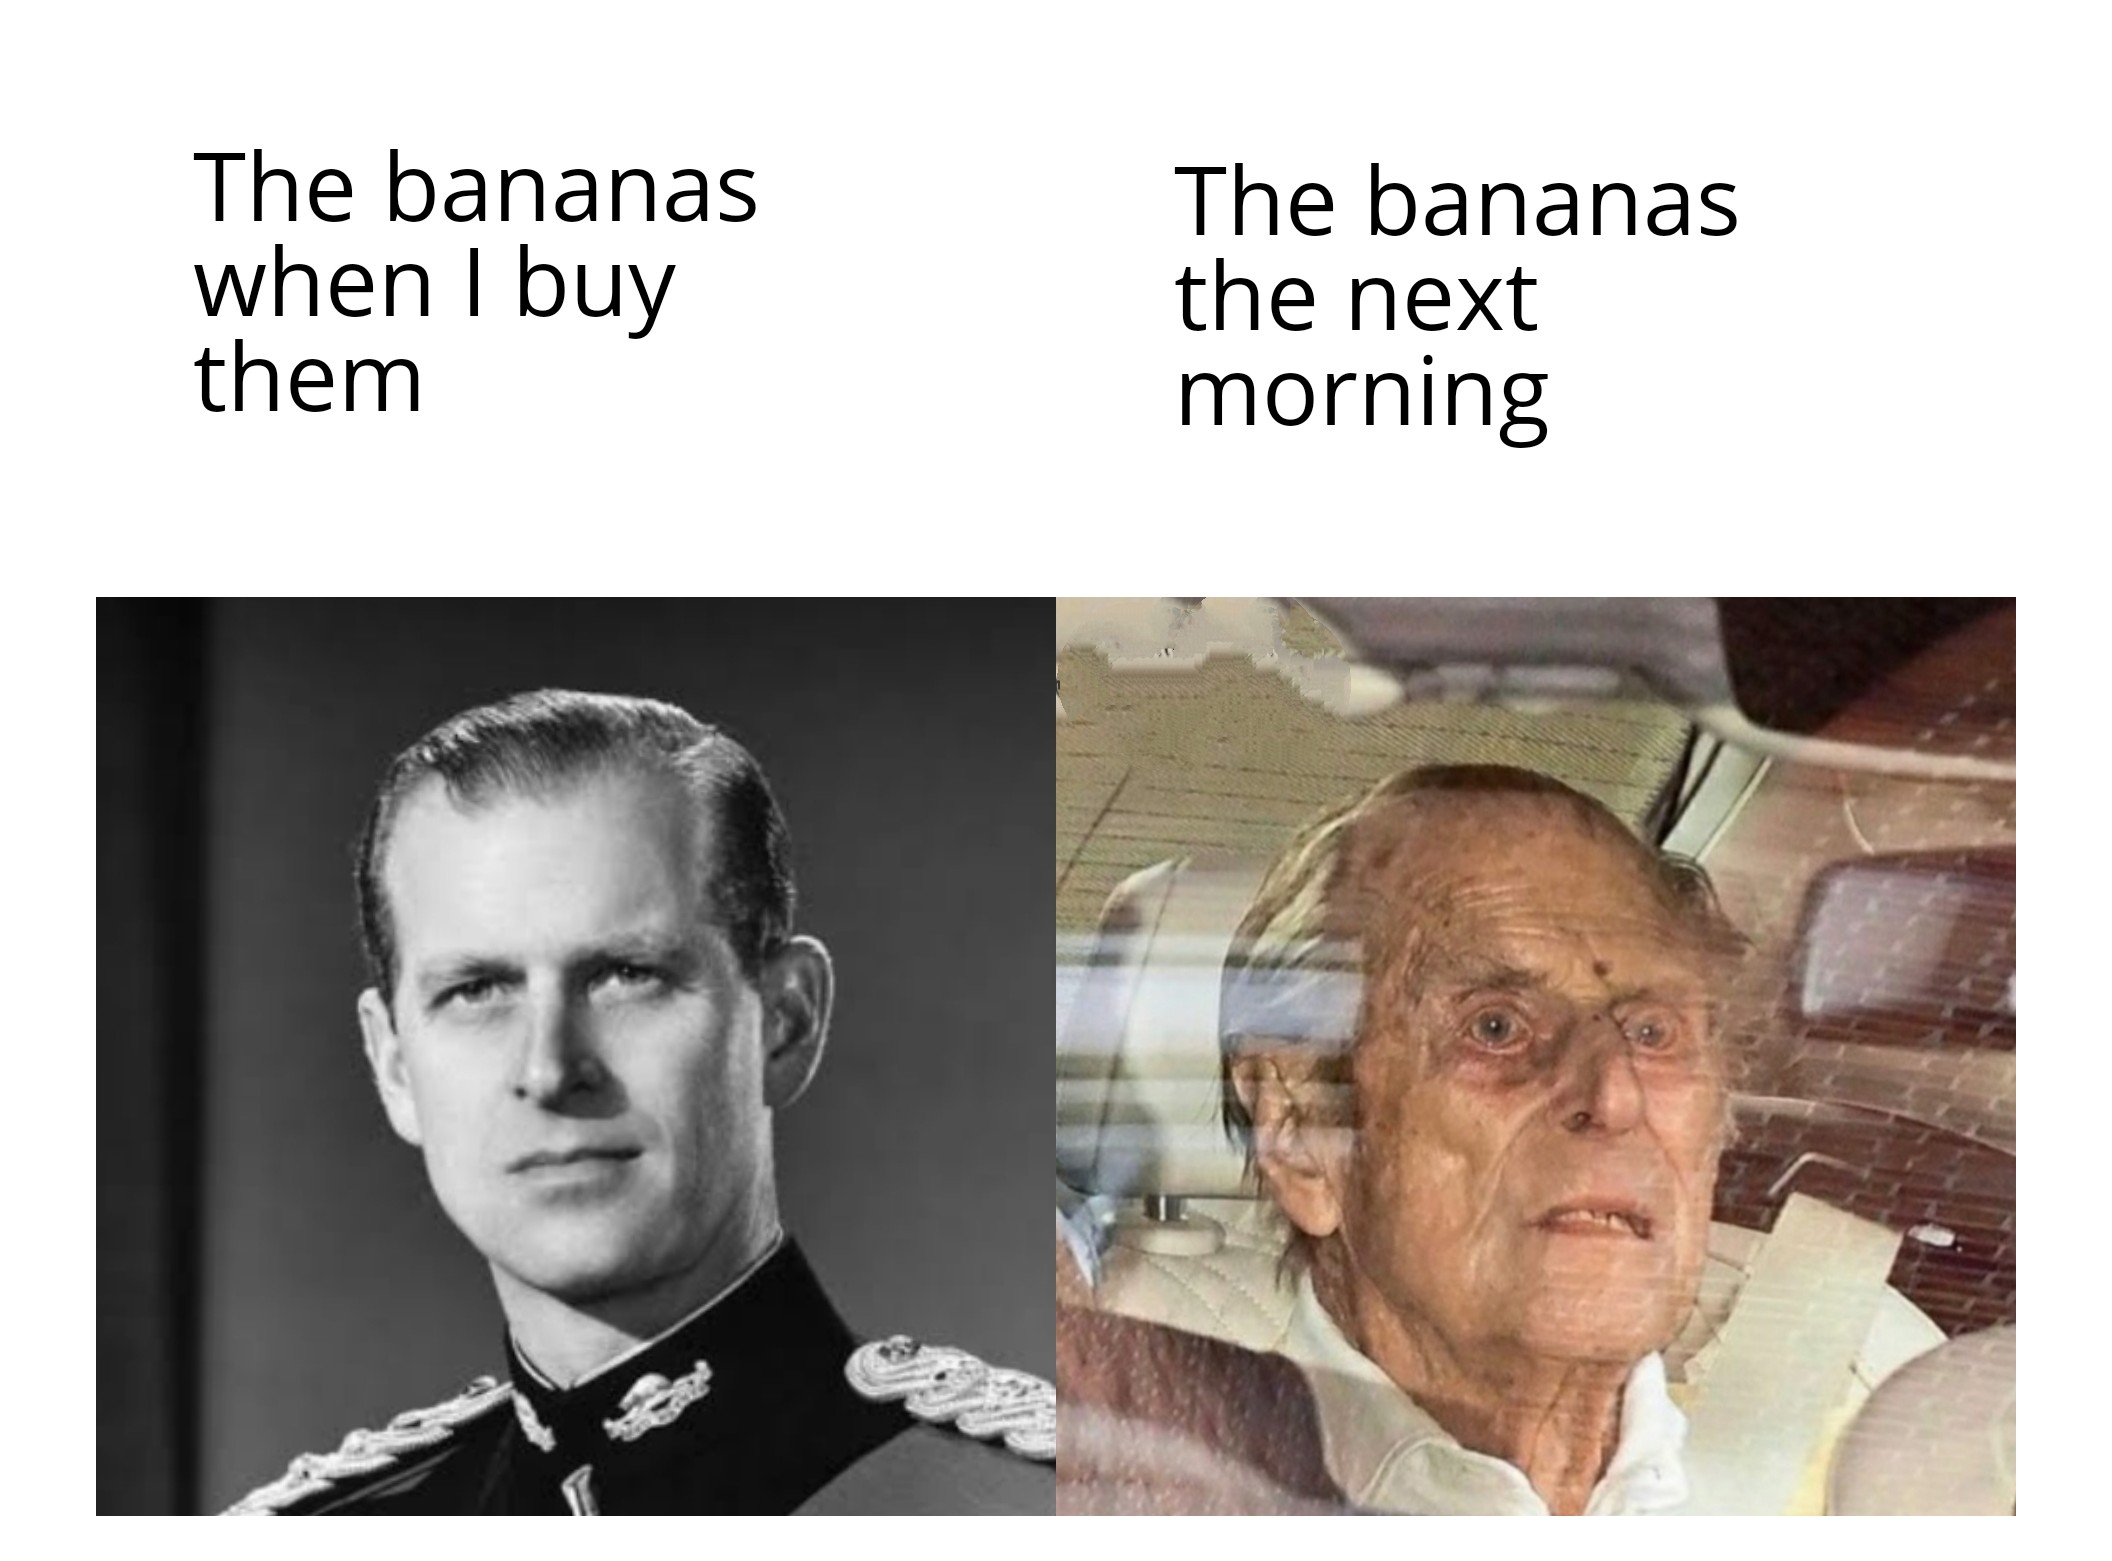 The bananas
when I buy
them
The bananas
the next
morning